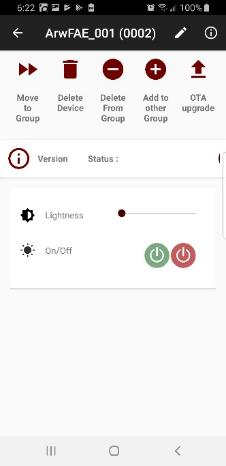 6:22
100%
ArwFAE_001 (0002)
Move to Group
Delete Device
Delete From Group
Add to other Group
OTA upgrade
Version Status :
Lightness
On/Off